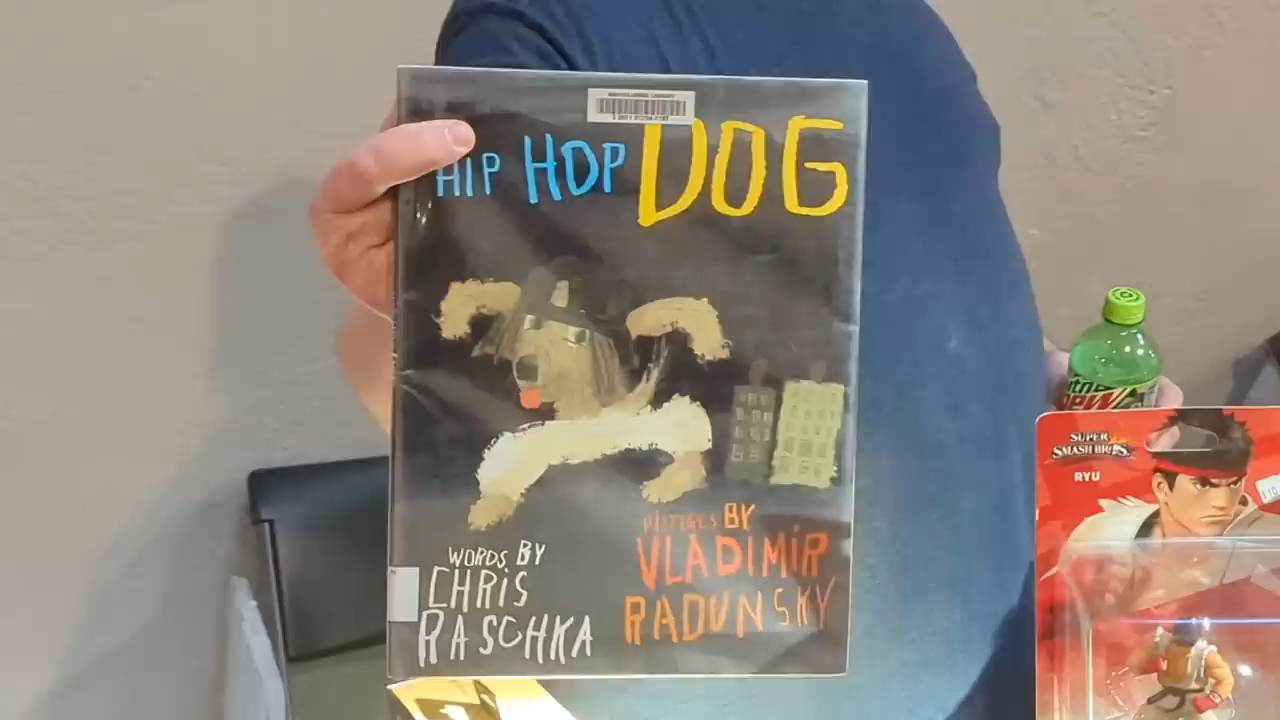 HIP HOP DOG
WORDS BY
CHRIS
RASCHKA
PICTURES BY
VLADIMIR
RADUNSKY
SUPER
SMASH BROS.
RYU